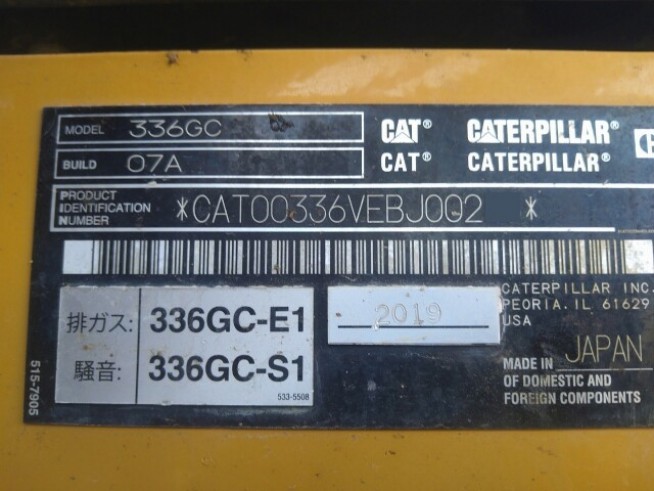 MODEL 336GC
CAT® CATERPILLAR®
BUILD 07A
CAT® CATERPILLAR®
PRODUCT
IDENTIFICATION
NUMBER
*CAT00336VEBJ002 *
CATERPILLAR INC.
PEORIA. IL 61629
USA
排ガス: 336GC-E1
騒音: 336GC-S1
533-5508
2019
MADE IN JAPAN
OF DOMESTIC AND
FOREIGN COMPONENTS
515-7905